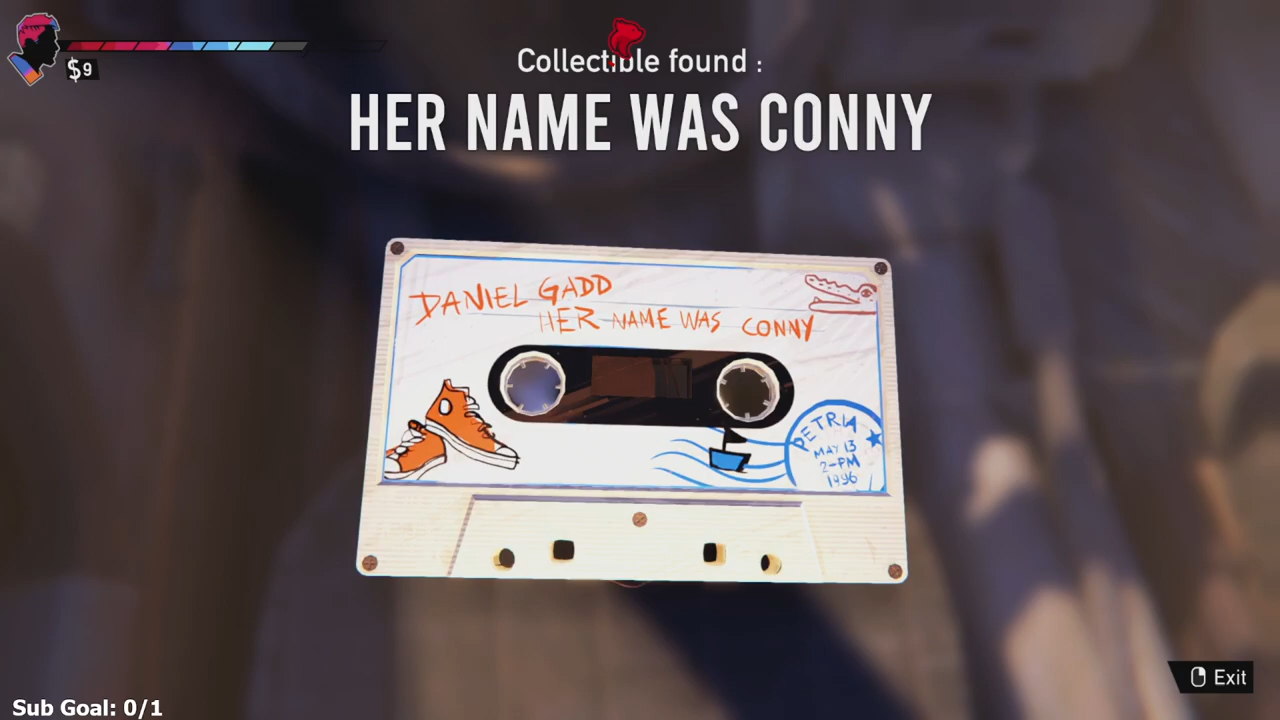 Collectible found :
$9
HER NAME WAS CONNY
DANIEL GADD
HER NAME WAS CONNY
PETRIA
MAY 13
2-PM
1996
Exit
Sub Goal: 0/1